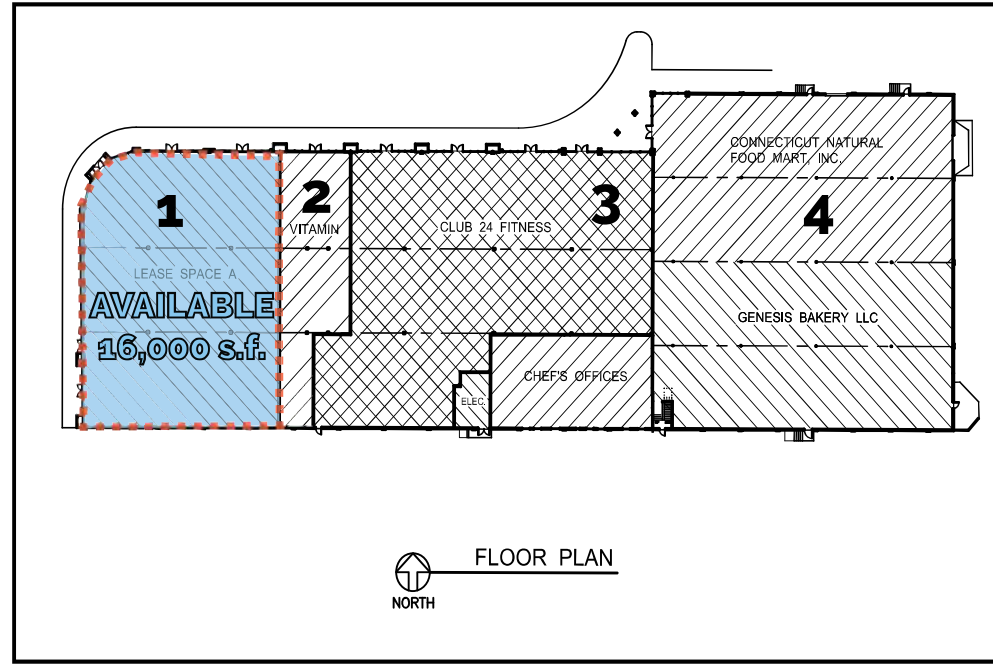 1
LEASE SPACE A
AVAILABLE
16,000 s.f.
2
VITAMIN
3
CLUB 24 FITNESS
CHEF'S OFFICES
ELEC.
CONNECTICUT NATURAL
FOOD MART, INC.
4
GENESIS BAKERY LLC
FLOOR PLAN
NORTH